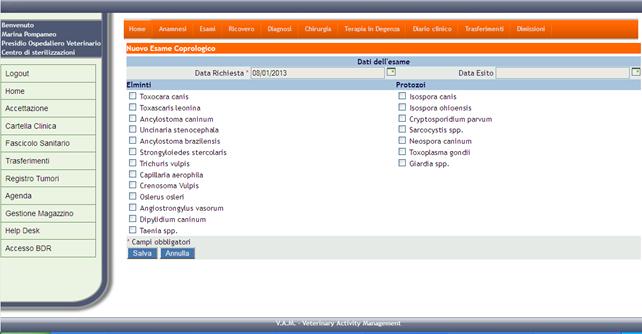 Benvenuto
Marina Pompameo
Presidio Ospedaliero Veterinario
Centro di sterilizzazioni
Logout
Home
Accettazione
Cartella Clinica
Fascicolo Sanitario
Trasferimenti
Registro Tumori
Agenda
Gestione Magazzino
Help Desk
Accesso BDR
Home Anamnesi Esami Ricovero Diagnosi Chirurgia Terapia in Degenza Diario clinico Trasferimenti Dimissioni
Nuovo Esame Coprologico
Dati dell'esame
Data Richiesta * 08/01/2013 Data Esito
Elminti
Toxocara canis
Toxascaris leonina
Ancylostoma caninum
Uncinaria stenocephala
Ancylostoma brazilensis
Strongyloiedes stercolaris
Trichuris vulpis
Capillaria aerophila
Crenosoma Vulpis
Oslerus osleri
Angiostrongylus vasorum
Dipylidium caninum
Taenia spp.
Protozoi
Isospora canis
Isospora ohioensis
Cryptosporidium parvum
Sarcocystis spp.
Neospora caninum
Toxoplasma gondii
Giardia spp.
* Campi obbligatori
Salva Annulla
V.A.M. - Veterinary Activity Management